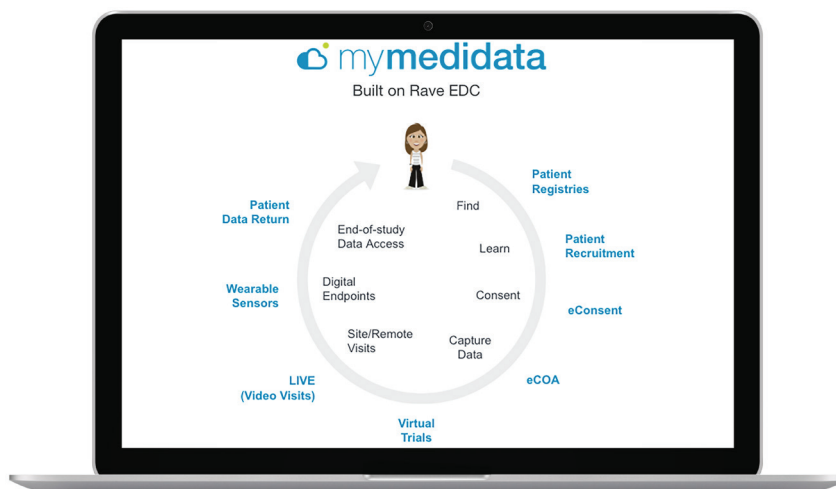 mymedidata
Built on Rave EDC
Patient
Registries
Find
Patient
Data Return
End-of-study
Data Access
Learn
Patient
Recruitment
Wearable
Sensors
Digital
Endpoints
Consent
eConsent
Site/Remote
Visits
Capture
Data
LIVE
(Video Visits)
eCOA
Virtual
Trials